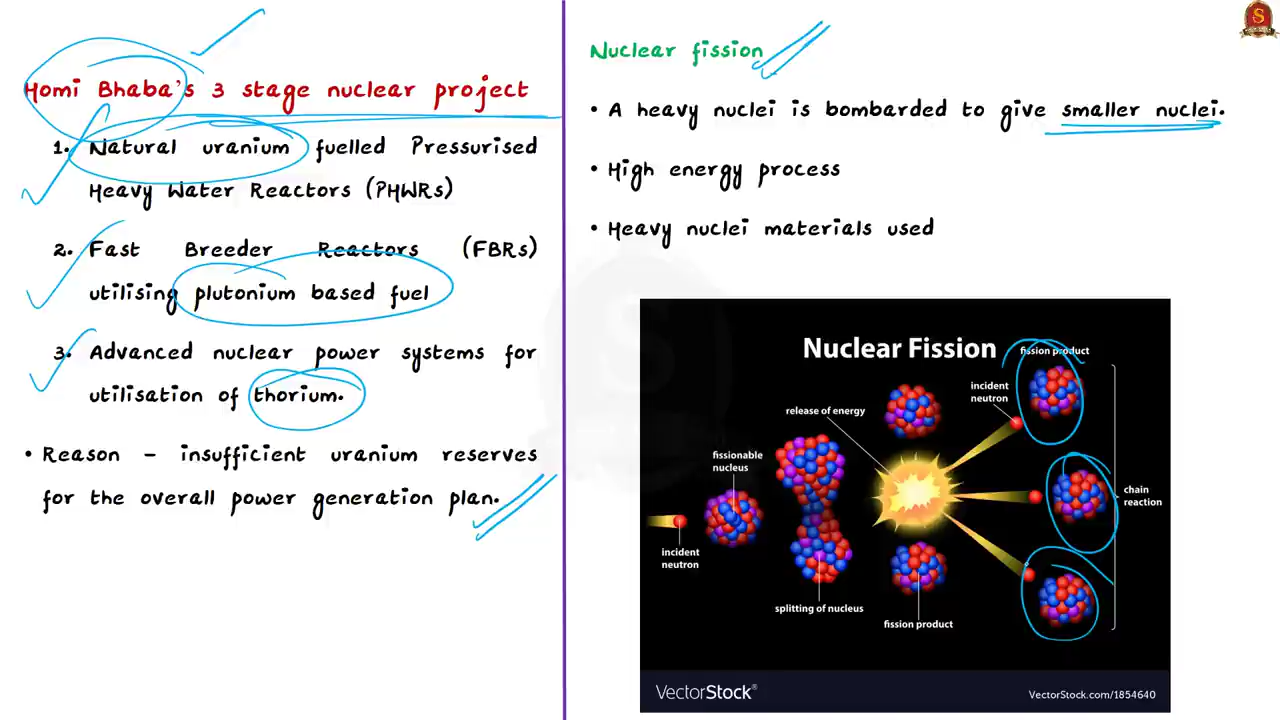 Homi Bhaba's 3 stage nuclear project
1. Natural uranium fuelled Pressurised
Heavy Water Reactors (PHWRs)
2. Fast Breeder Reactors (FBRs)
utilising plutonium based fuel
3. Advanced nuclear power systems for
utilisation of thorium.
• Reason - insufficient uranium reserves
for the overall power generation plan.
Nuclear fission
• A heavy nuclei is bombarded to give smaller nuclei.
• High energy process
• Heavy nuclei materials used
Nuclear Fission
fission product
incident
neutron
release of energy
fissionable
nucleus
chain
reaction
incident
neutron
splitting of nucleus
fission product
VectorStock®
VectorStock.com/1854640
S